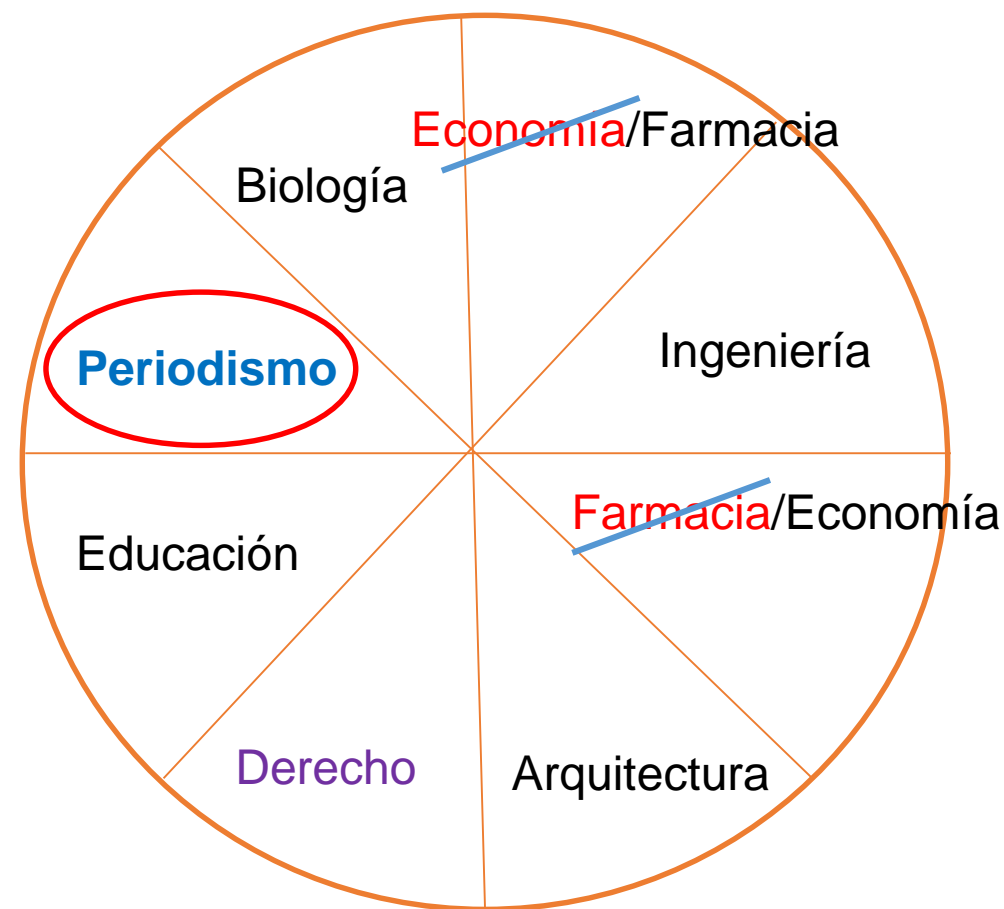 Economía/Farmacia
Biología
Ingeniería
Periodismo
Farmacia/Economía
Educación
Derecho
Arquitectura